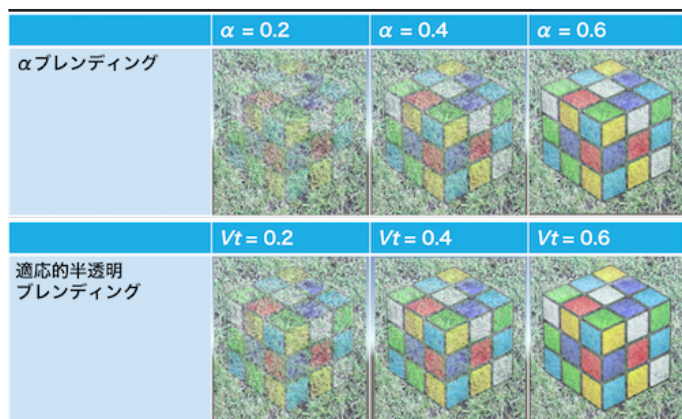 α = 0.2 α = 0.4 α = 0.6
αブレンディング
Vt = 0.2 Vt = 0.4 Vt = 0.6
適応的半透明
ブレンディング